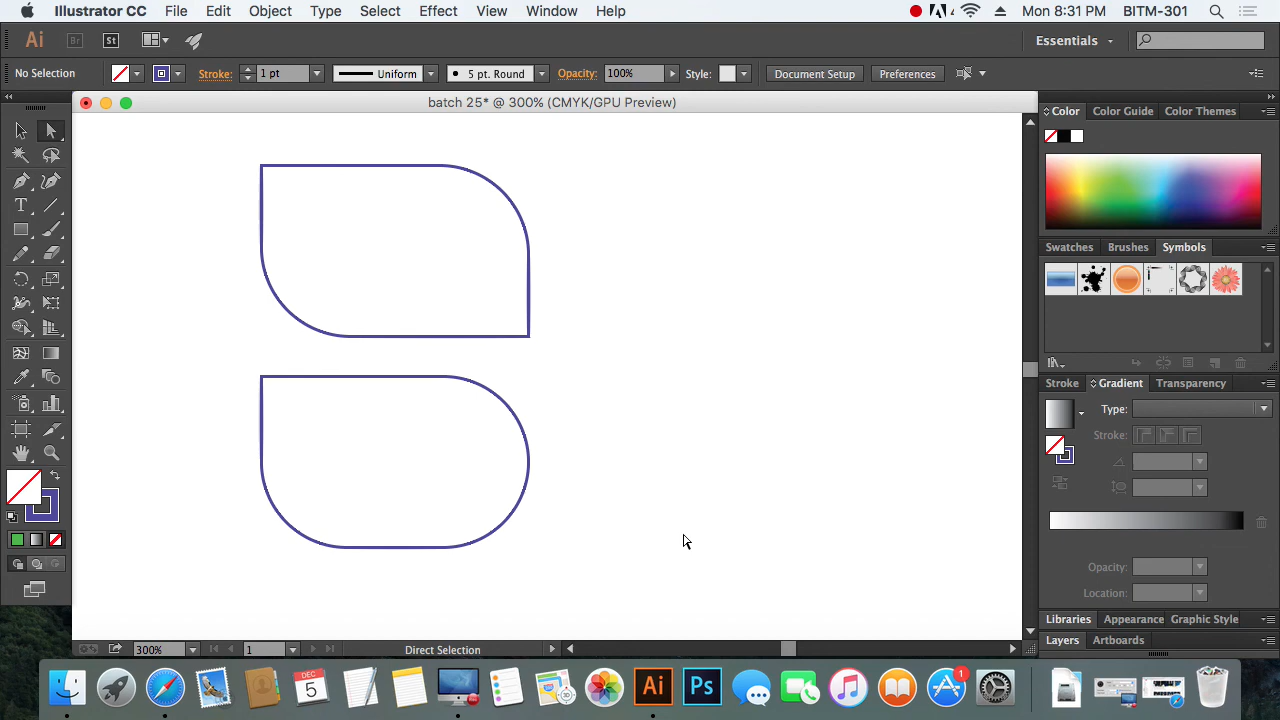 Illustrator CC File Edit Object Type Select Effect View Window Help 4 Mon 8:31 PM BITM-301
Ai Br St Essentials
No Selection Stroke: 1 pt Uniform 5 pt. Round Opacity: 100% Style: Document Setup Preferences
batch 25* @ 300% (CMYK/GPU Preview)
Color Color Guide Color Themes
T
Swatches Brushes Symbols
Stroke Gradient Transparency
Type:
Stroke:
Opacity:
Location:
Libraries Appearance Graphic Style
Layers Artboards
300% 1 Direct Selection
DEC
5
Ai Ps 1